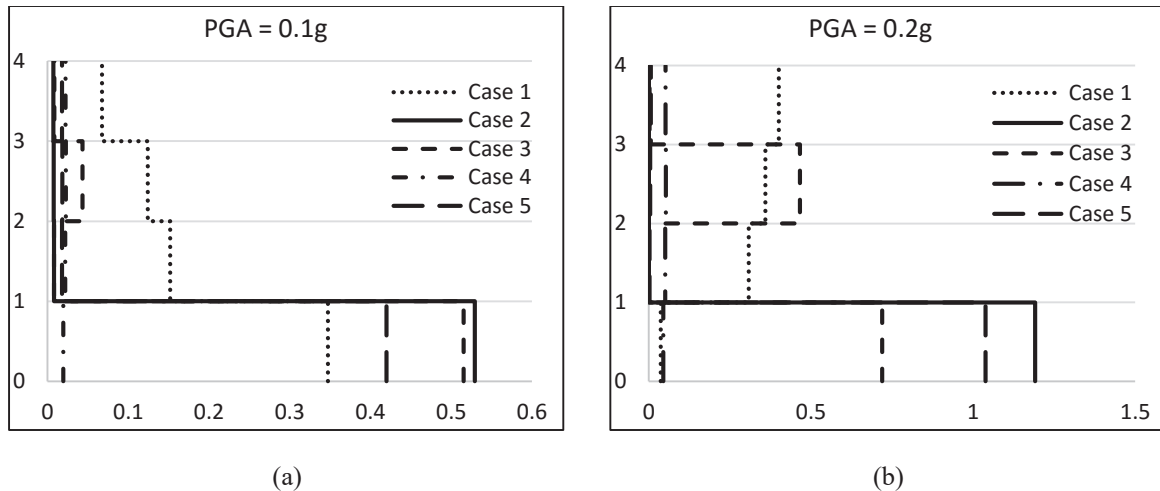 PGA = 0.1g
4
3
2
1
0
0 0.1 0.2 0.3 0.4 0.5 0.6
Case 1
Case 2
Case 3
Case 4
Case 5
(a)
PGA = 0.2g
4
3
2
1
0
0 0.5 1 1.5
Case 1
Case 2
Case 3
Case 4
Case 5
(b)